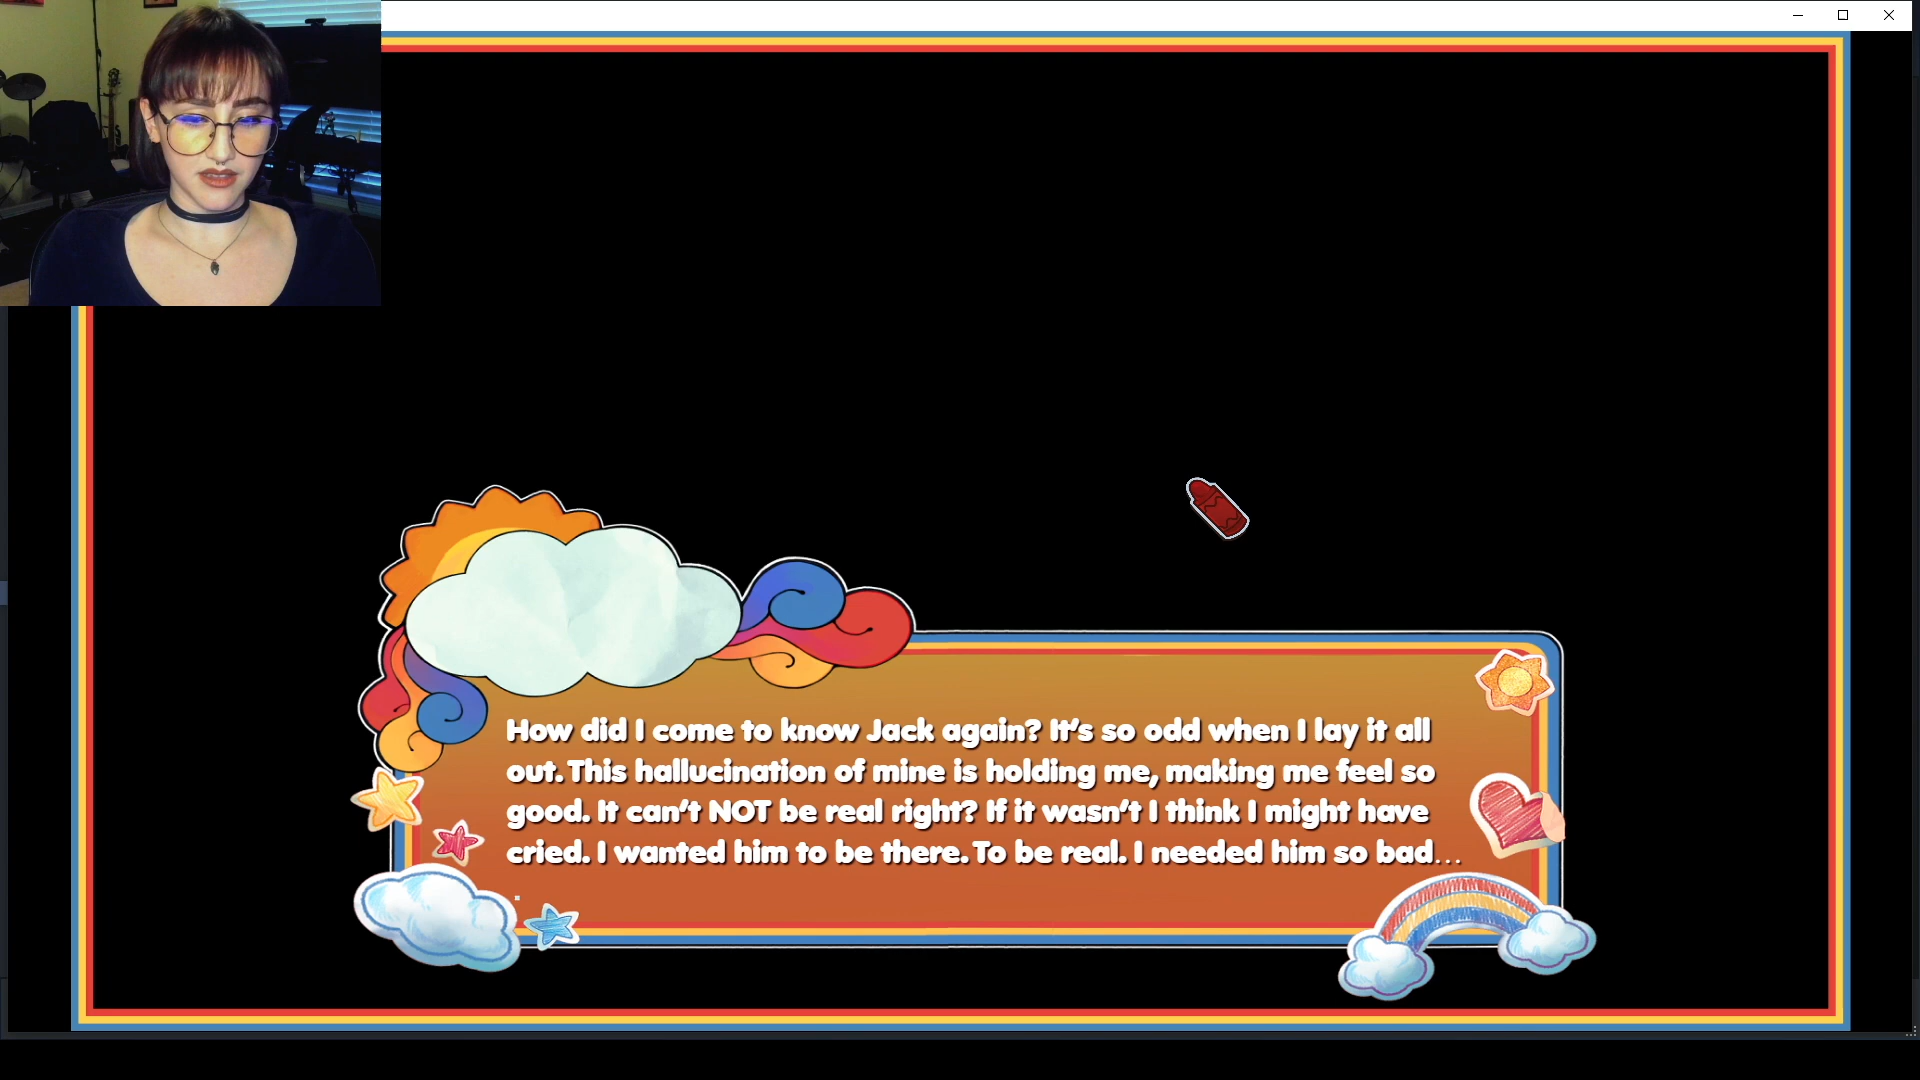 How did I come to know Jack again? It's so odd when I lay it all
out. This hallucination of mine is holding me, making me feel so
good. It can't NOT be real right? If it wasn't I think I might have
cried. I wanted him to be there. To be real. I needed him so bad...
.